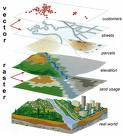 vector
customers
streets
parcels
raster
elevation
land usage
real world